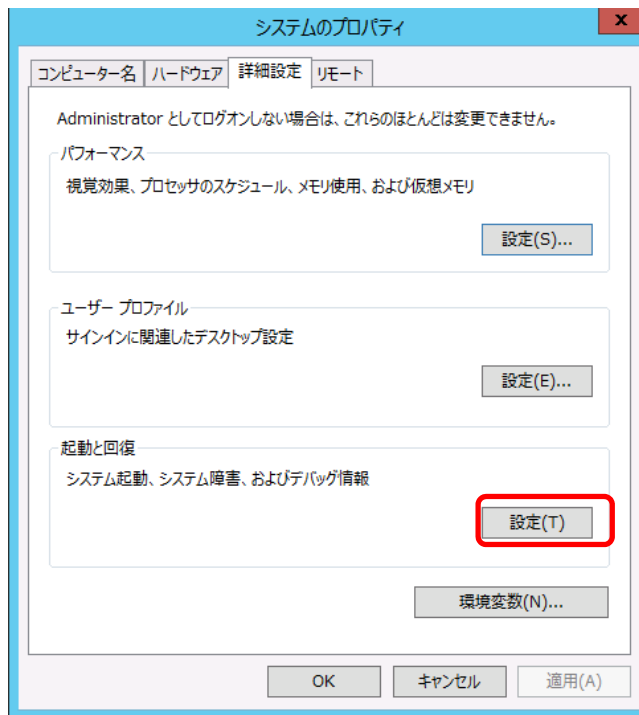 システムのプロパティ
x
コンピューター名 ハードウェア 詳細設定 リモート
Administrator としてログオンしない場合は、これらのほとんどは変更できません。
パフォーマンス
視覚効果、プロセッサのスケジュール、メモリ使用、および仮想メモリ
設定(S)...
ユーザー プロファイル
サインインに関連したデスクトップ設定
設定(E)...
起動と回復
システム起動、システム障害、およびデバッグ情報
設定(T)
環境変数(N)...
OK キャンセル 適用(A)